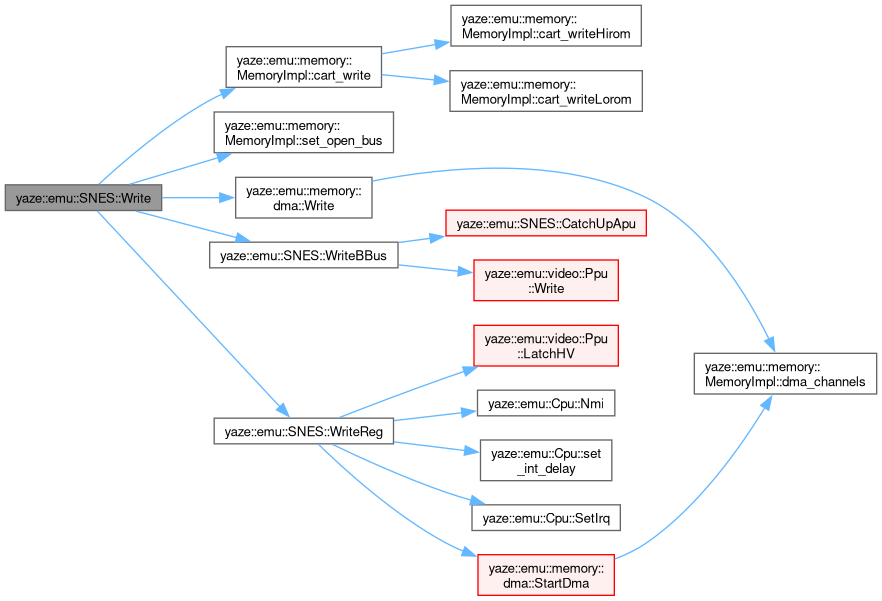 yaze::emu::SNES::Write
yaze::emu::memory::
MemoryImpl::cart_write
yaze::emu::memory::
MemoryImpl::set_open_bus
yaze::emu::memory::
dma::Write
yaze::emu::SNES::WriteBBus
yaze::emu::SNES::WriteReg
yaze::emu::memory::
MemoryImpl::cart_writeHirom
yaze::emu::memory::
MemoryImpl::cart_writeLorom
yaze::emu::SNES::CatchUpApu
yaze::emu::video::Ppu
::Write
yaze::emu::video::Ppu
::LatchHV
yaze::emu::Cpu::Nmi
yaze::emu::Cpu::set
_int_delay
yaze::emu::Cpu::SetIrq
yaze::emu::memory::
dma::StartDma
yaze::emu::memory::
MemoryImpl::dma_channels